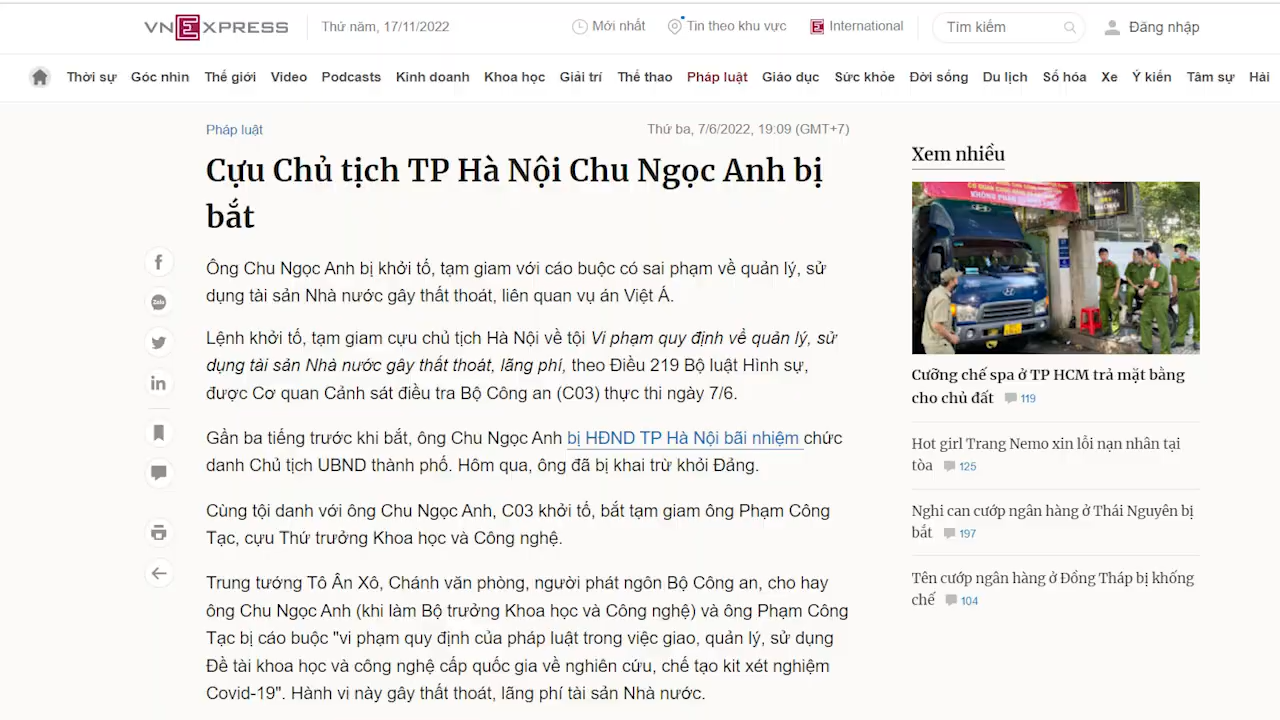 VNEXPRESS
Thứ năm, 17/11/2022
Mới nhất
Tin theo khu vực
International
Tìm kiếm
Đăng nhập
Thời sự Góc nhìn Thế giới Video Podcasts Kinh doanh Khoa học Giải trí Thể thao Pháp luật Giáo dục Sức khỏe Đời sống Du lịch Số hóa Xe Ý kiến Tâm sự Hài
Pháp luật
Thứ ba, 7/6/2022, 19:09 (GMT+7)
Cựu Chủ tịch TP Hà Nội Chu Ngọc Anh bị
bắt
Ông Chu Ngọc Anh bị khởi tố, tạm giam với cáo buộc có sai phạm về quản lý, sử
dụng tài sản Nhà nước gây thất thoát, liên quan vụ án Việt Á.
Lệnh khởi tố, tạm giam cựu chủ tịch Hà Nội về tội Vi phạm quy định về quản lý, sử
dụng tài sản Nhà nước gây thất thoát, lãng phí, theo Điều 219 Bộ luật Hình sự,
được Cơ quan Cảnh sát điều tra Bộ Công an (C03) thực thi ngày 7/6.
Gần ba tiếng trước khi bắt, ông Chu Ngọc Anh bị HĐND TP Hà Nội bãi nhiệm chức
danh Chủ tịch UBND thành phố. Hôm qua, ông đã bị khai trừ khỏi Đảng.
Cùng tội danh với ông Chu Ngọc Anh, C03 khởi tố, bắt tạm giam ông Phạm Công
Tạc, cựu Thứ trưởng Khoa học và Công nghệ.
Trung tướng Tô Ân Xô, Chánh văn phòng, người phát ngôn Bộ Công an, cho hay
ông Chu Ngọc Anh (khi làm Bộ trưởng Khoa học và Công nghệ) và ông Phạm Công
Tạc bị cáo buộc "vi phạm quy định của pháp luật trong việc giao, quản lý, sử dụng
Đề tài khoa học và công nghệ cấp quốc gia về nghiên cứu, chế tạo kit xét nghiệm
Covid-19". Hành vi này gây thất thoát, lãng phí tài sản Nhà nước.
Zalo
Xem nhiều
Cưỡng chế spa ở TP HCM trả mặt bằng
cho chủ đất 119
Hot girl Trang Nemo xin lỗi nạn nhân tại
tòa 125
Nghi can cướp ngân hàng ở Thái Nguyên bị
bắt 197
Tên cướp ngân hàng ở Đồng Tháp bị khống
chế 104